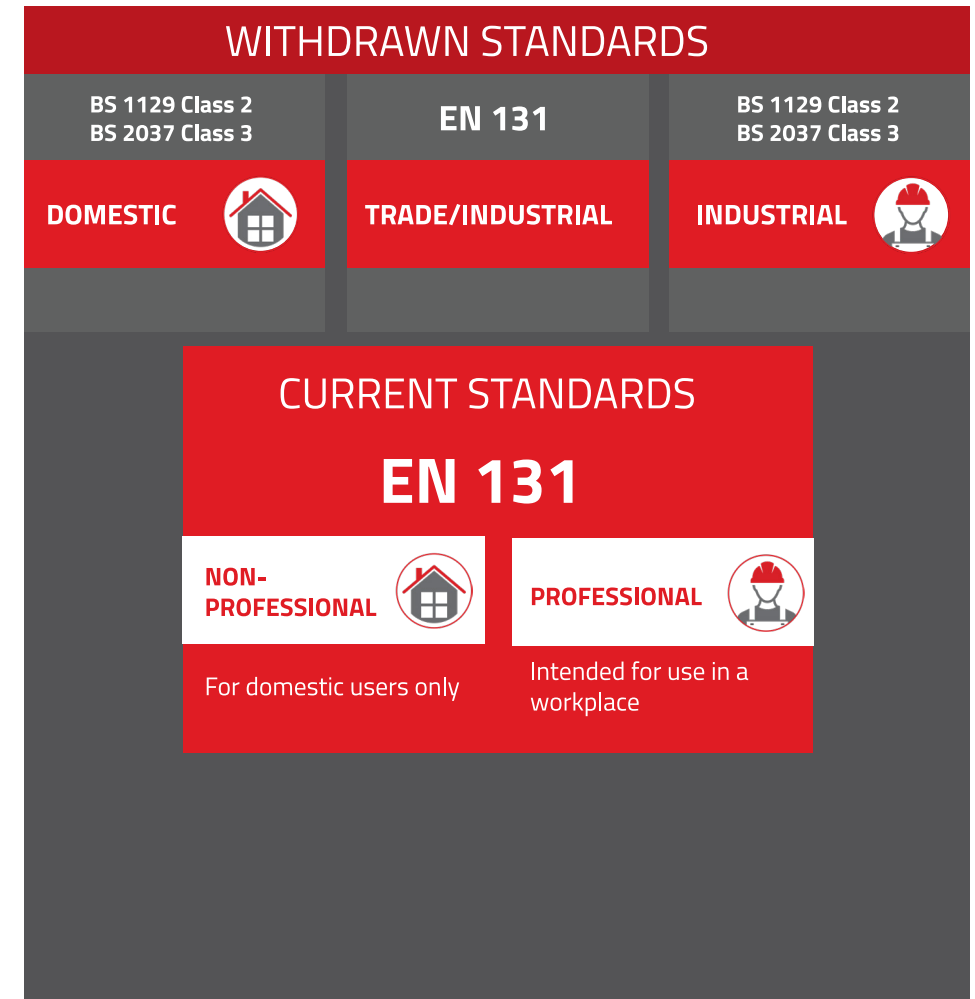 WITHDRAWN STANDARDS
BS 1129 Class 2
BS 2037 Class 3
EN 131
BS 1129 Class 2
BS 2037 Class 3
DOMESTIC
TRADE/INDUSTRIAL
INDUSTRIAL
CURRENT STANDARDS
EN 131
NON-
PROFESSIONAL
PROFESSIONAL
For domestic users only
Intended for use in a
workplace